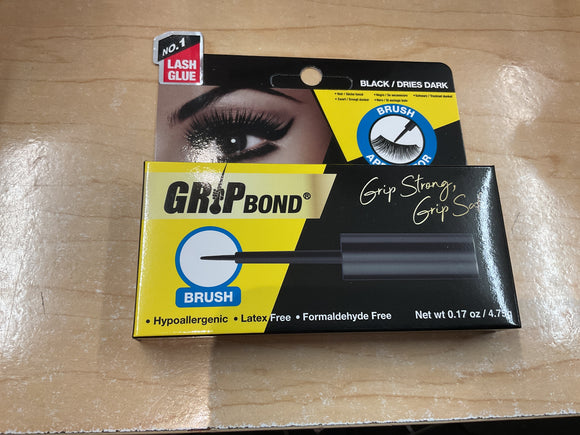 NO.1
LASH
GLUE
BLACK / DRIES DARK
BRUSH
GRIPBOND®
Grip Strong,
Grip
BRUSH
• Hypoallergenic • Latex Free • Formaldehyde Free
Net wt 0.17 oz / 4.75g